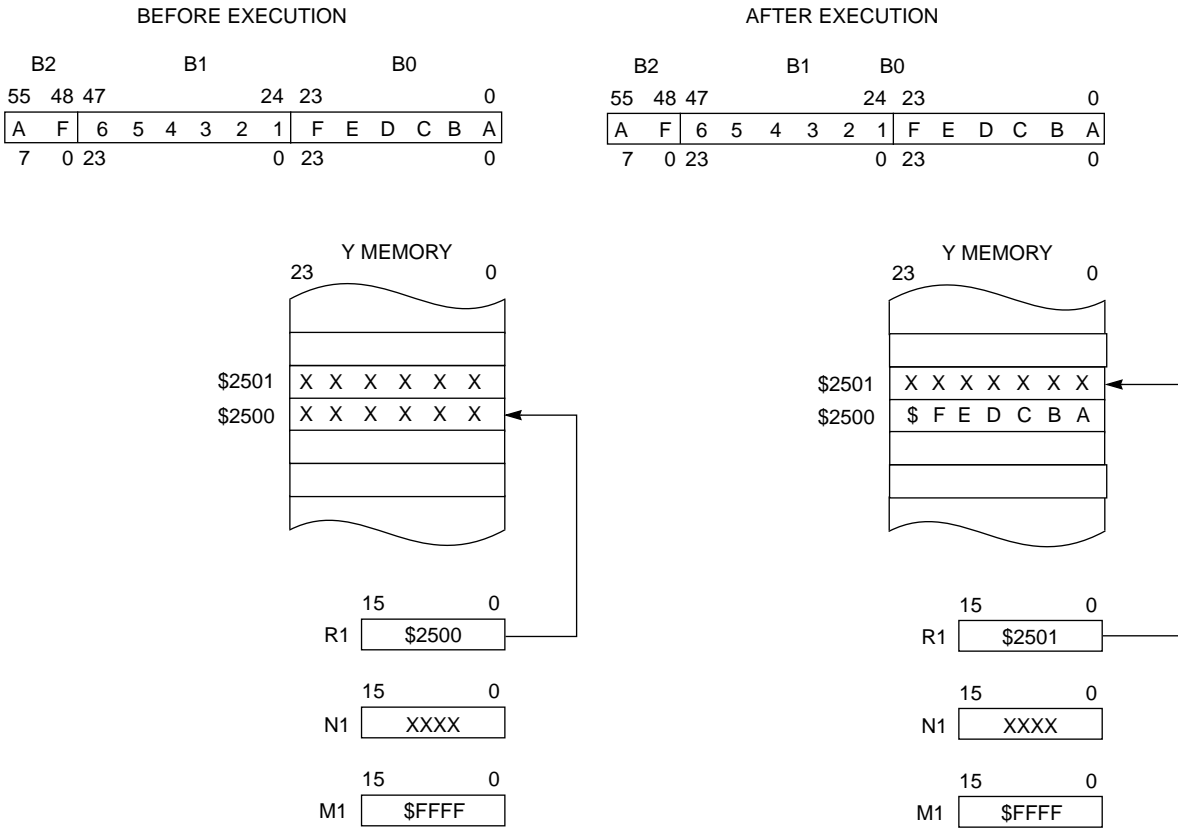 BEFORE EXECUTION
B2 B1 B0
55 48 47 24 23 0
A F 6 5 4 3 2 1 F E D C B A
7 0 23 0 23 0
Y MEMORY
23 0
$2501 X X X X X X
$2500 X X X X X X
15 0
R1 $2500
15 0
N1 XXXX
15 0
M1 $FFFF
AFTER EXECUTION
B2 B1 B0
55 48 47 24 23 0
A F 6 5 4 3 2 1 F E D C B A
7 0 23 0 23 0
Y MEMORY
23 0
$2501 X X X X X X X
$2500 $ F E D C B A
15 0
R1 $2501
15 0
N1 XXXX
15 0
M1 $FFFF